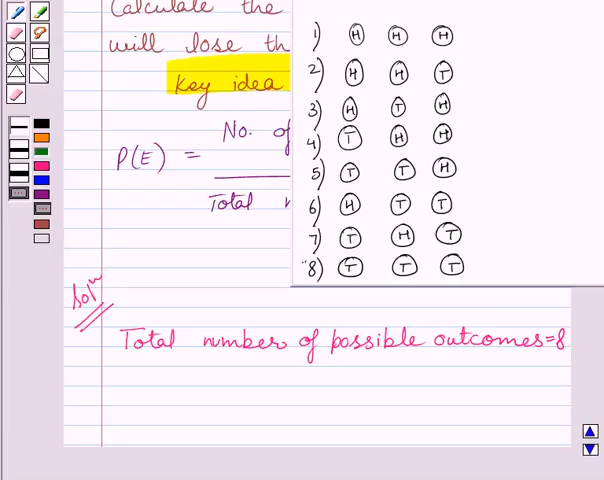 Calculate the
will lose th
Key idea
P(E) = No. of
Total
Solⁿ
Total number of possible outcomes=8
1) H H H
2) H H T
3) H T H
4) T H H
5) T T H
6) H T T
7) T H T
8) T T T